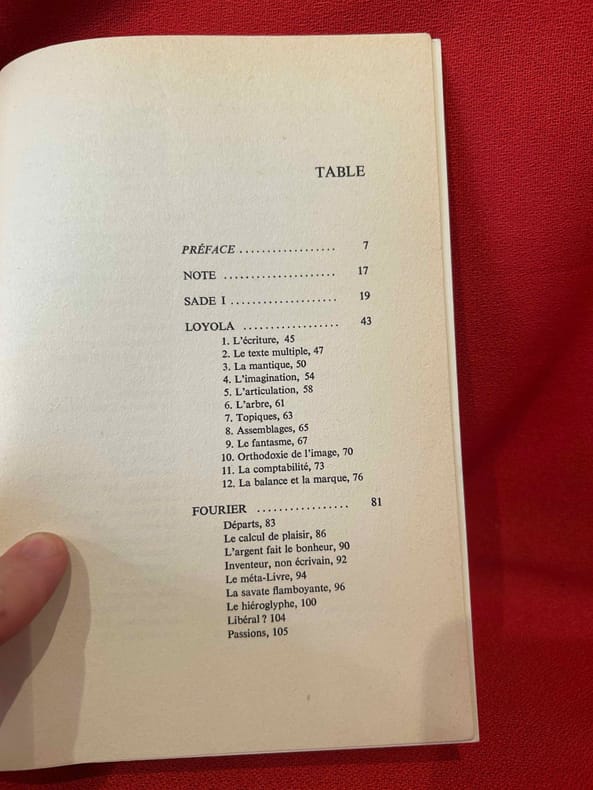 TABLE
PRÉFACE . . . . . . . . . . . . . . . . . 7
NOTE . . . . . . . . . . . . . . . . . . . . 17
SADE I . . . . . . . . . . . . . . . . . . . 19
LOYOLA . . . . . . . . . . . . . . . . . . 43
1. L'écriture, 45
2. Le texte multiple, 47
3. La mantique, 50
4. L'imagination, 54
5. L'articulation, 58
6. L'arbre, 61
7. Topiques, 63
8. Assemblages, 65
9. Le fantasme, 67
10. Orthodoxie de l'image, 70
11. La comptabilité, 73
12. La balance et la marque, 76
FOURIER . . . . . . . . . . . . . . . . . 81
Départs, 83
Le calcul de plaisir, 86
L'argent fait le bonheur, 90
Inventeur, non écrivain, 92
Le méta-Livre, 94
La savate flamboyante, 96
Le hiéroglyphe, 100
Libéral ? 104
Passions, 105